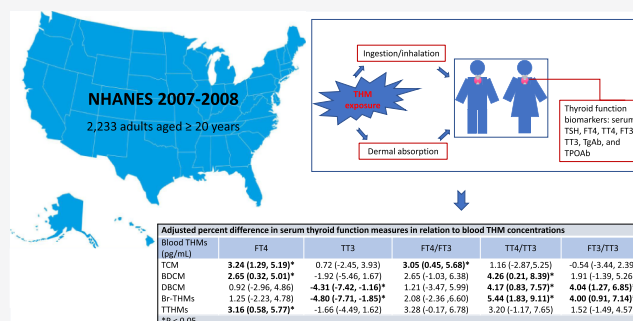 NHANES 2007-2008
2,233 adults aged ≥ 20 years
Ingestion/inhalation
THM
exposure
Dermal absorption
Thyroid function
biomarkers: serum
TSH, FT4, TT4, FT3
TT3, TgAb, and
TPOAb
Adjusted percent difference in serum thyroid function measures in relation to blood THM concentrations
Blood THMs
(pg/mL) FT4 TT3 FT4/FT3 TT4/TT3 FT3/TT3
TCM 3.24 (1.29, 5.19)* 0.72 (-2.45, 3.93) 3.05 (0.45, 5.68)* 1.16 (-2.87,5.25) -0.54 (-3.44, 2.39
BDCM 2.65 (0.32, 5.01)* -1.92 (-5.46, 1.67) 2.65 (-1.03, 6.38) 4.26 (0.21, 8.39)* 1.91 (-1.39, 5.26
DBCM 0.92 (-2.96, 4.86) -4.31 (-7.42, -1.16)* 1.21 (-3.47, 5.99) 4.17 (0.83, 7.57)* 4.04 (1.27, 6.85)*
Br-THMs 1.25 (-2.23, 4.78) -4.80 (-7.71, -1.85)* 2.08 (-2.36 ,6.60) 5.44 (1.83, 9.11)* 4.00 (0.91, 7.14)*
TTHMs 3.16 (0.58, 5.77)* -1.66 (-4.49, 1.62) 3.28 (-0.17, 6.78) 3.20 (-1.17, 7.65) 1.52 (-1.49, 4.57
*P < 0.05